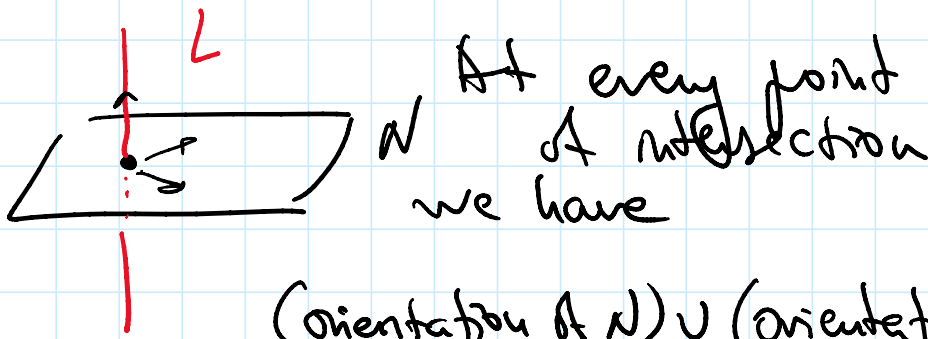 L
At every point
N of intersection
we have
(orientation of N) ∪ (orientat